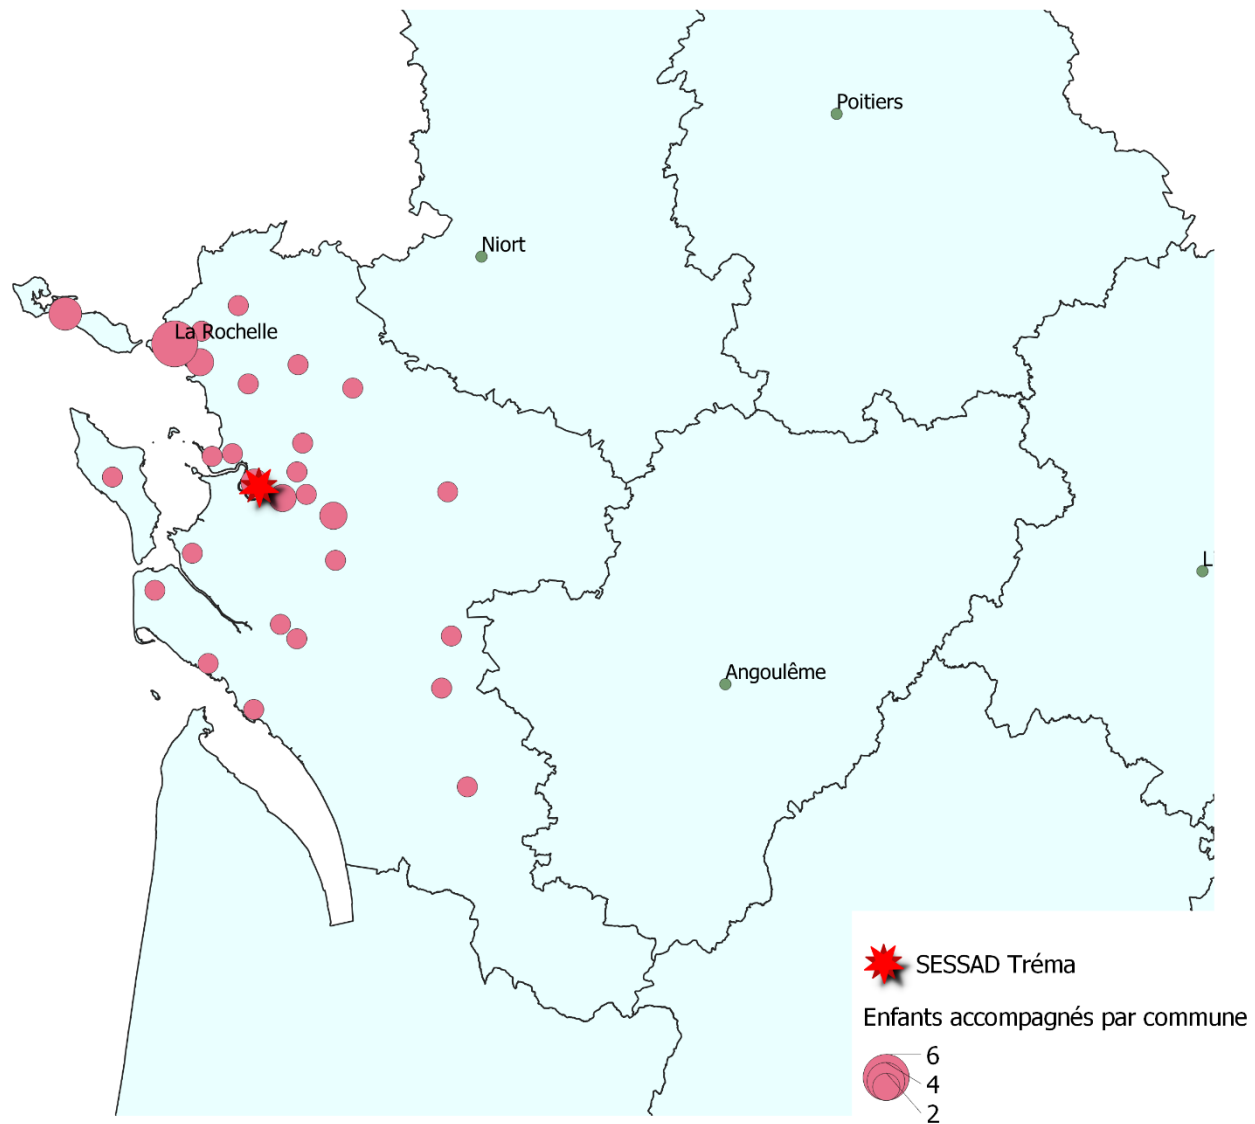 Poitiers
Niort
La Rochelle
L
Angoulême
SESSAD Tréma
Enfants accompagnés par commune
6
4
2